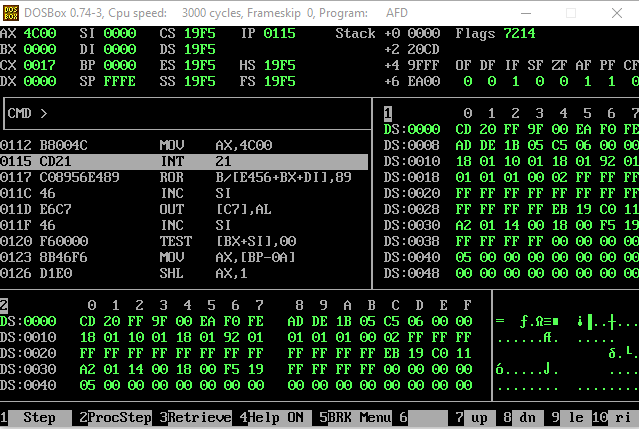 DOSBox 0.74-3, Cpu speed: 3000 cycles, Frameskip 0, Program: AFD
AX 4C00 SI 0000 CS 19F5 IP 0115 Stack +0 0000 Flags 7214
BX 0000 DI 0000 DS 19F5 +2 20CD
CX 0017 BP 0000 ES 19F5 HS 19F5 +4 9FFF OF DF IF SF ZF AF PF CF
DX 0000 SP FFFE SS 19F5 FS 19F5 +6 EA00 0 0 1 0 0 1 1 0
CMD > 1 0 1 2 3 4 5 6 7
DS:0000 CD 20 FF 9F 00 EA F0 FE
0112 B8004C MOV AX,4C00 DS:0008 AD DE 1B 05 C5 06 00 00
0115 CD21 INT 21 DS:0010 18 01 10 01 18 01 92 01
0117 C08956E489 ROR B/[E456+BX+DI],89 DS:0018 01 01 01 00 02 FF FF FF
011C 46 INC SI DS:0020 FF FF FF FF FF FF FF FF
011D E6C7 OUT [C7],AL DS:0028 FF FF FF FF EB 19 C0 11
011F 46 INC SI DS:0030 A2 01 14 00 18 00 F5 19
0120 F60000 TEST [BX+SI],00 DS:0038 FF FF FF FF 00 00 00 00
0123 8B46F6 MOV AX,[BP-0A] DS:0040 05 00 00 00 00 00 00 00
0126 D1E0 SHL AX,1 DS:0048 00 00 00 00 00 00 00 00
2 0 1 2 3 4 5 6 7 8 9 A B C D E F
DS:0000 CD 20 FF 9F 00 EA F0 FE AD DE 1B 05 C5 06 00 00 = ƒ.Ω≡■ ¡▐..┼..
DS:0010 18 01 10 01 18 01 92 01 01 01 01 00 02 FF FF FF ......Æ. .....
DS:0020 FF FF FF FF FF FF FF FF FF FF FF FF EB 19 C0 11 δ.└.
DS:0030 A2 01 14 00 18 00 F5 19 FF FF FF FF 00 00 00 00 ó.....⌡. ....
DS:0040 05 00 00 00 00 00 00 00 00 00 00 00 00 00 00 00 ........ ........
1 Step 2 ProcStep 3 Retrieve 4 Help ON 5 BRK Menu 6 7 up 8 dn 9 le 10 ri